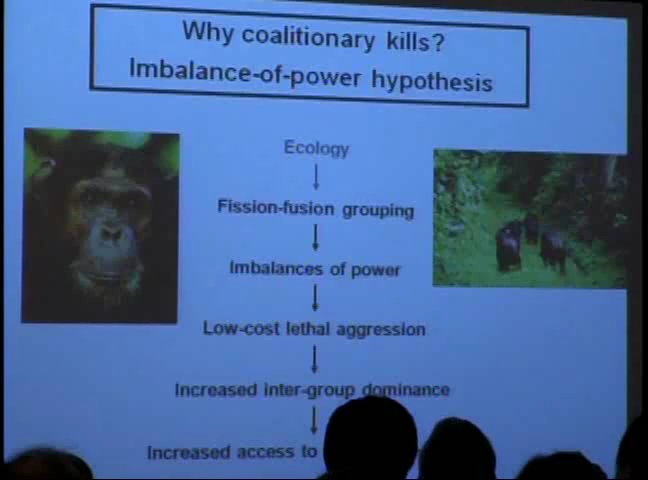 Why coalitionary kills?
Imbalance-of-power hypothesis
Ecology
Fission-fusion grouping
Imbalances of power
Low-cost lethal aggression
Increased inter-group dominance
Increased access to